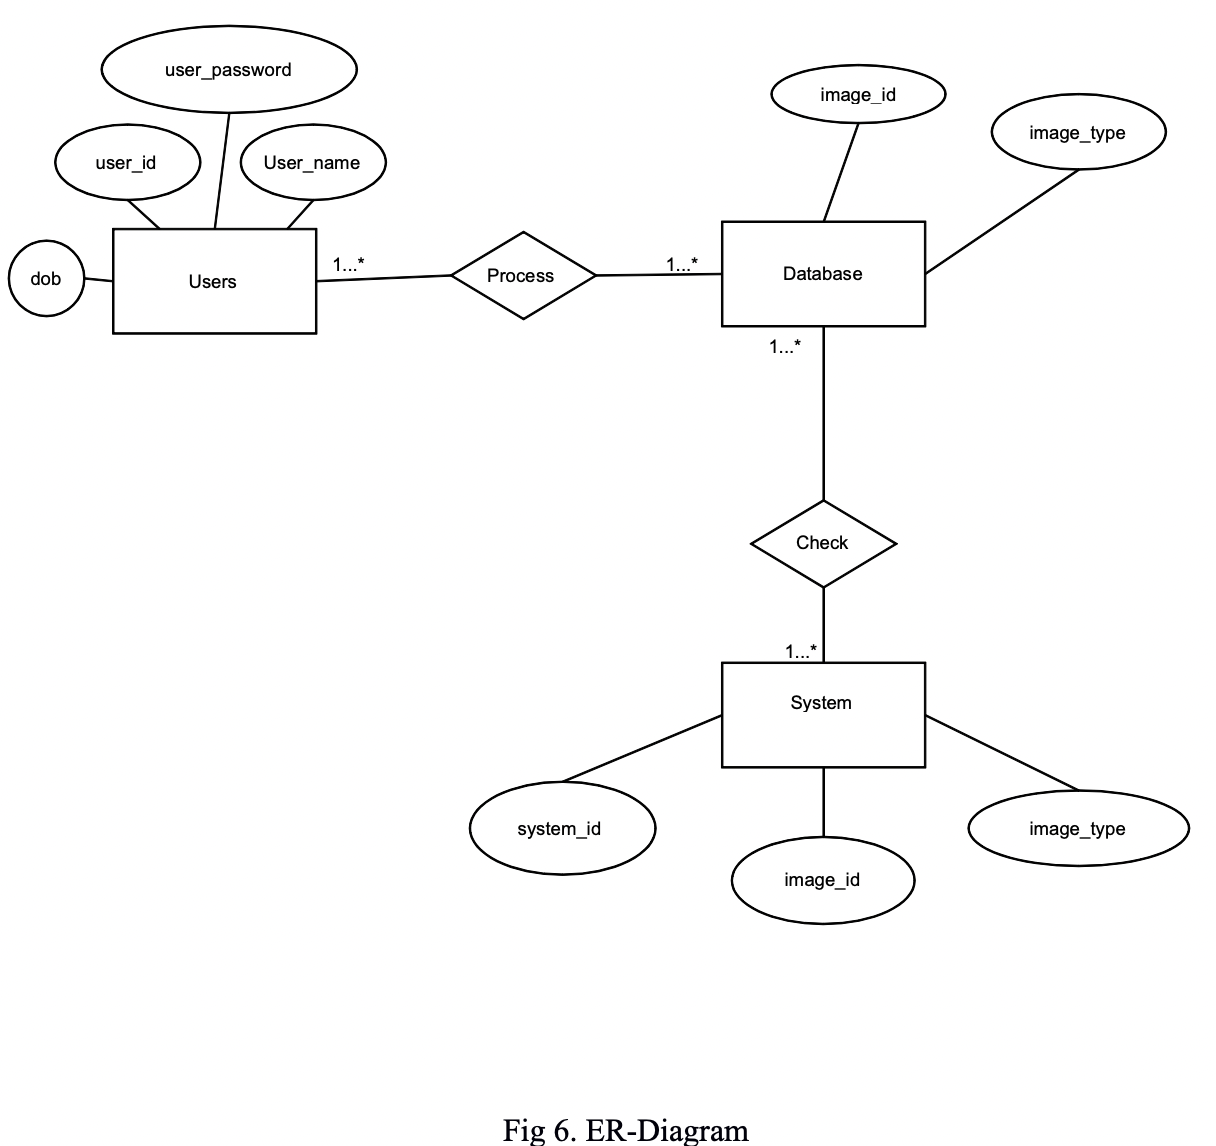 user_password
image_id
image_type
user_id
User_name
dob
Users
1...*
Process
1...*
Database
1...*
Check
1...*
System
system_id
image_id
image_type
Fig 6. ER-Diagram